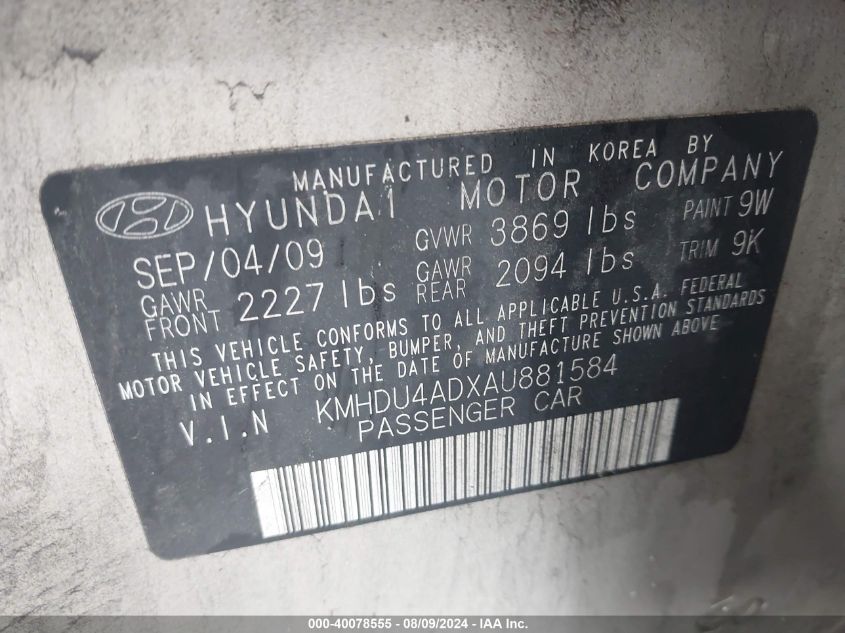 MANUFACTURED IN KOREA BY
HYUNDAI MOTOR COMPANY
SEP/04/09 GVWR 3869 lbs PAINT 9W
GAWR FRONT 2227 lbs GAWR REAR 2094 lbs TRIM 9K
THIS VEHICLE CONFORMS TO ALL APPLICABLE U.S.A. FEDERAL
MOTOR VEHICLE SAFETY, BUMPER, AND THEFT PREVENTION STANDARDS
IN EFFECT ON THE DATE OF MANUFACTURE SHOWN ABOVE
V.I.N KMHDU4ADXAU881584
PASSENGER CAR
000-40078555 - 08/09/2024 - IAA Inc.